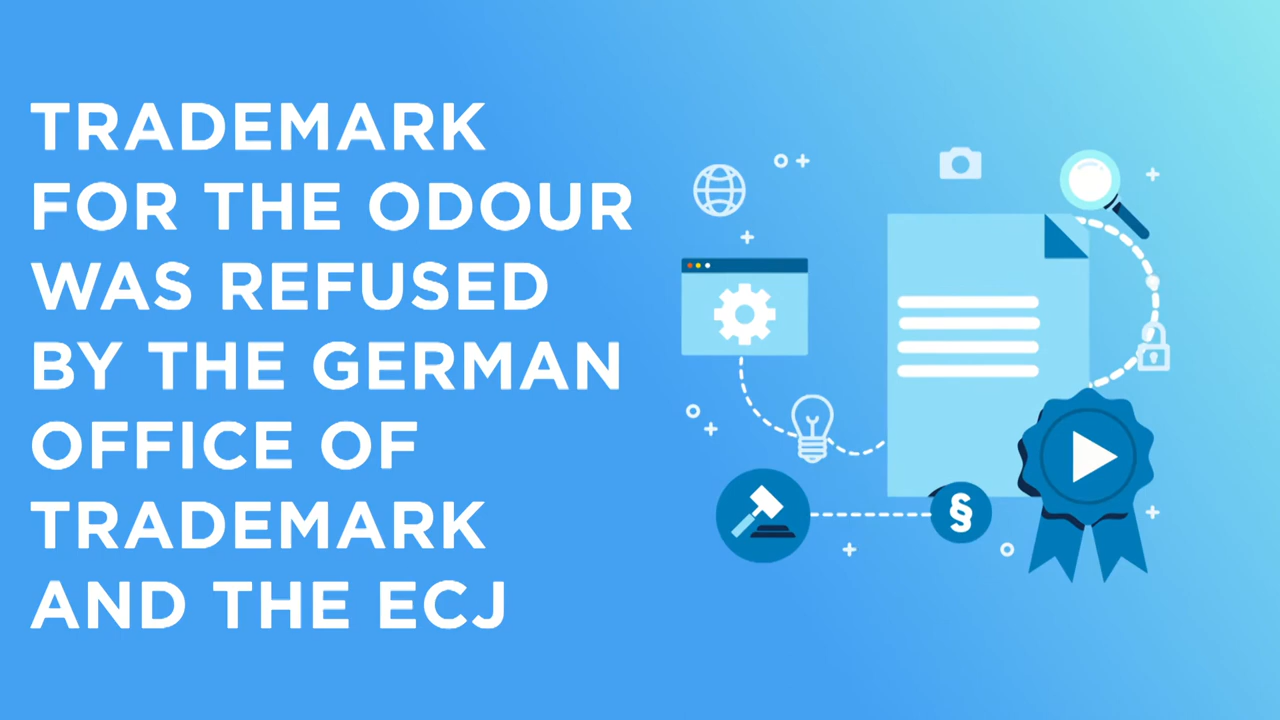 TRADEMARK
FOR THE ODOUR
WAS REFUSED
BY THE GERMAN
OFFICE OF
TRADEMARK
AND THE ECJ
§